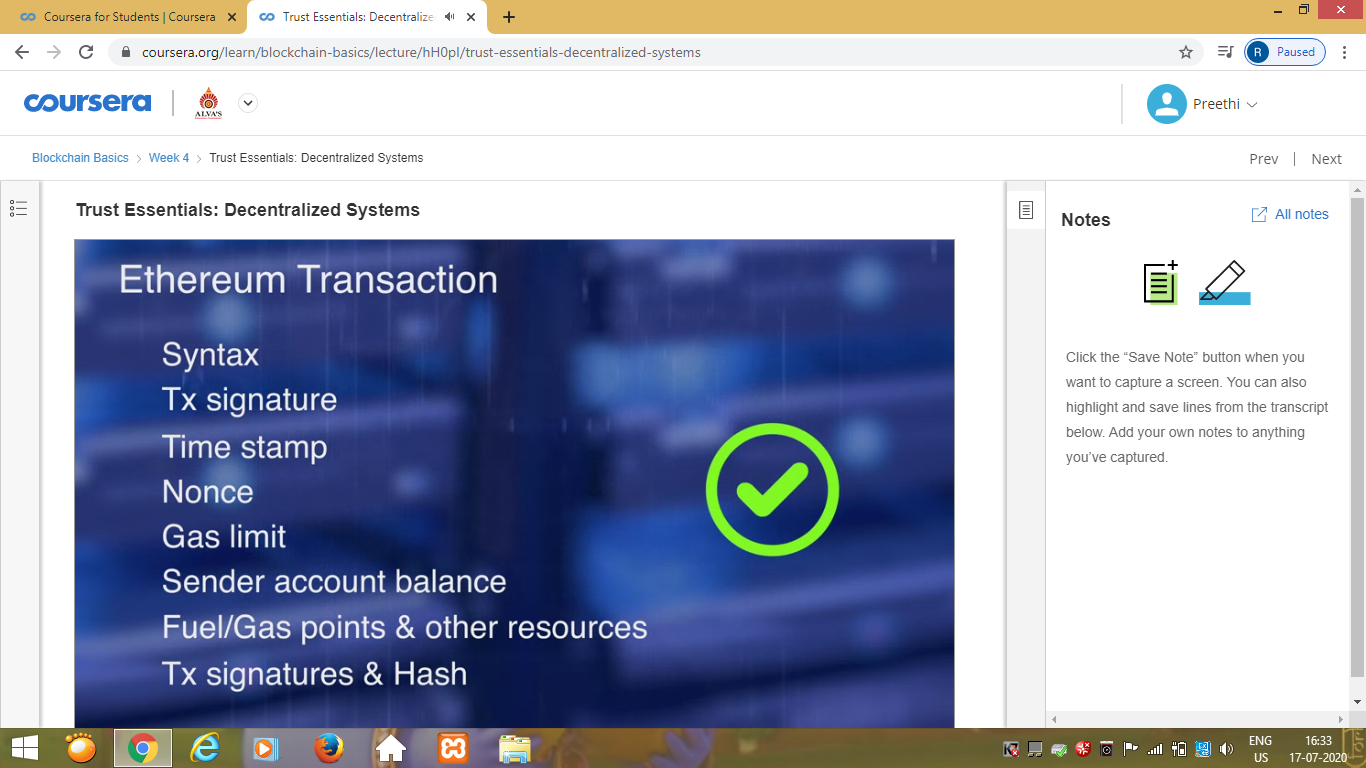 Coursera for Students | Coursera
Trust Essentials: Decentralize
coursera.org/learn/blockchain-basics/lecture/hH0pl/trust-essentials-decentralized-systems
R Paused
coursera
ALVA'S
Preethi
Blockchain Basics > Week 4 > Trust Essentials: Decentralized Systems
Prev | Next
Trust Essentials: Decentralized Systems
Ethereum Transaction
Syntax
Tx signature
Time stamp
Nonce
Gas limit
Sender account balance
Fuel/Gas points & other resources
Tx signatures & Hash
Notes
All notes
Click the “Save Note” button when you
want to capture a screen. You can also
highlight and save lines from the transcript
below. Add your own notes to anything
you’ve captured.
ENG
US
16:33
17-07-2020